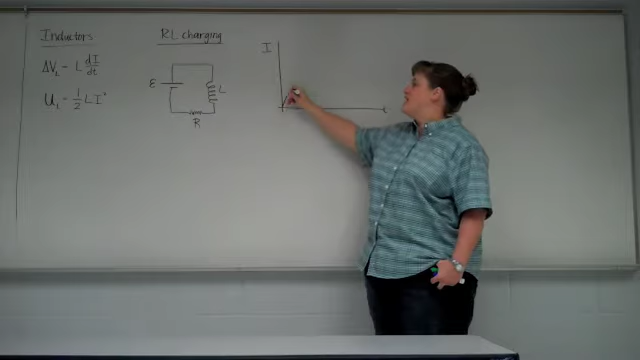 Inductors
ΔV_L = L dI/dt
U_L = 1/2 L I²
RL charging
ε
L
R
I
t